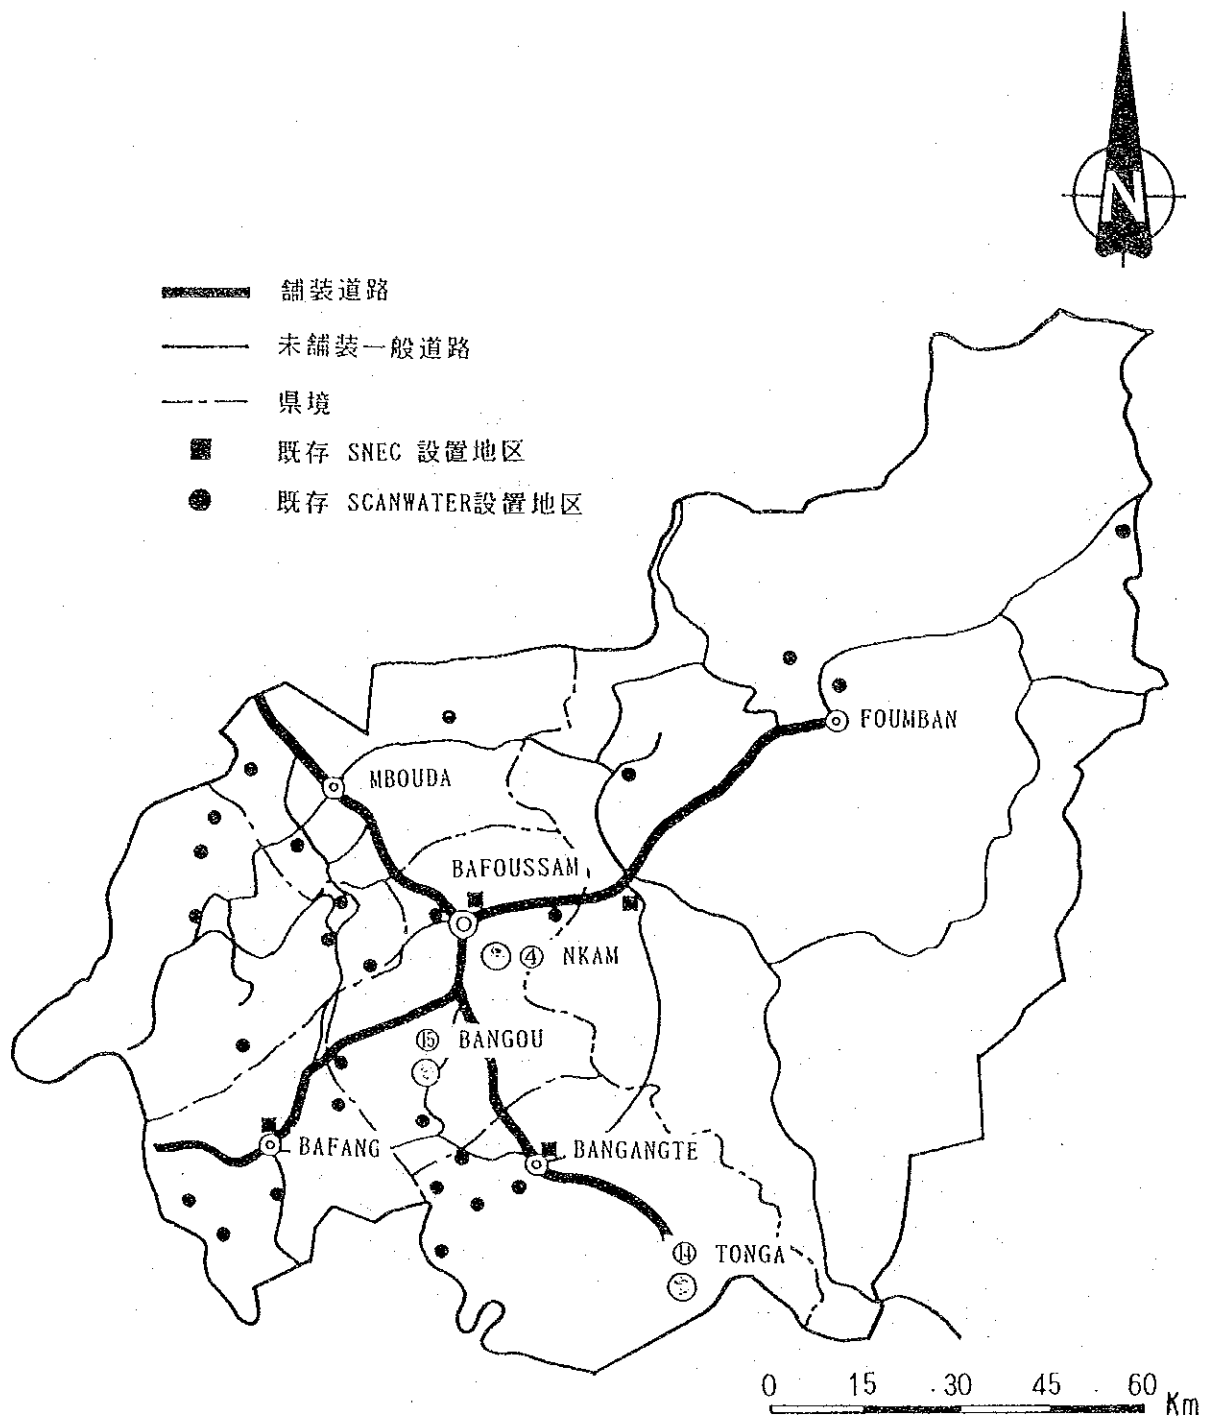 N
舗装道路
未舗装一般道路
県境
既存 SNEC 設置地区
既存 SCANWATER設置地区
FOUMBAN
MBOUDA
BAFOUSSAM
④ NKAM
⑮ BANGOU
BAFANG
BANGANGTE
⑭ TONGA
0 15 30 45 60 Km